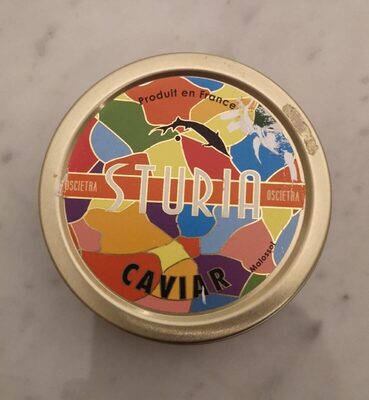 Produit en France
OSCIETRA
STURIA
OSCIETRA
Malossol
CAVIAR